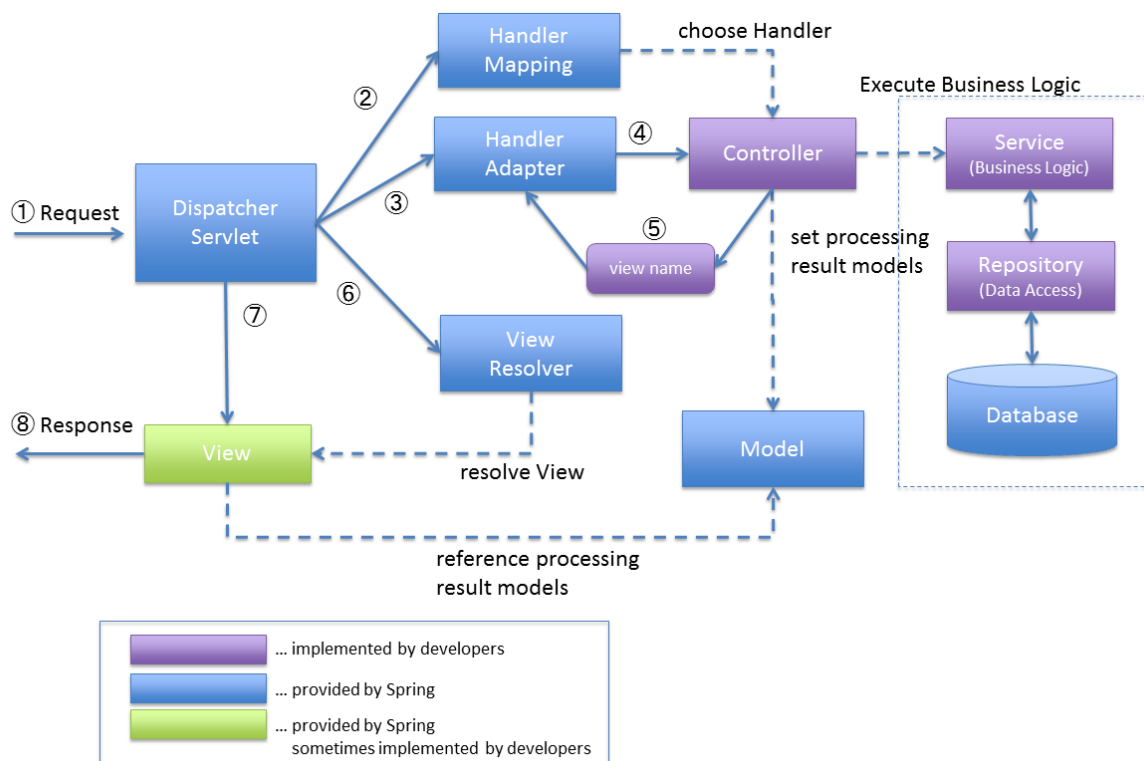 Handler
Mapping
choose Handler
②
Execute Business Logic
Handler
Adapter
④
Controller
Service
(Business Logic)
① Request
Dispatcher
Servlet
③
⑤
view name
set processing
result models
Repository
(Data Access)
⑥
⑦
View
Resolver
Database
⑧ Response
View
resolve View
Model
reference processing
result models
... implemented by developers
... provided by Spring
... provided by Spring
sometimes implemented by developers